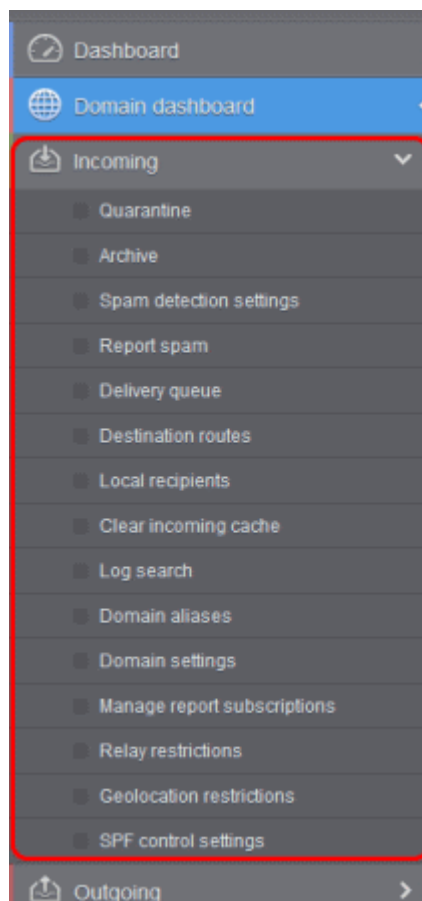 Dashboard
Domain dashboard
Incoming
Quarantine
Archive
Spam detection settings
Report spam
Delivery queue
Destination routes
Local recipients
Clear incoming cache
Log search
Domain aliases
Domain settings
Manage report subscriptions
Relay restrictions
Geolocation restrictions
SPF control settings
Outgoing